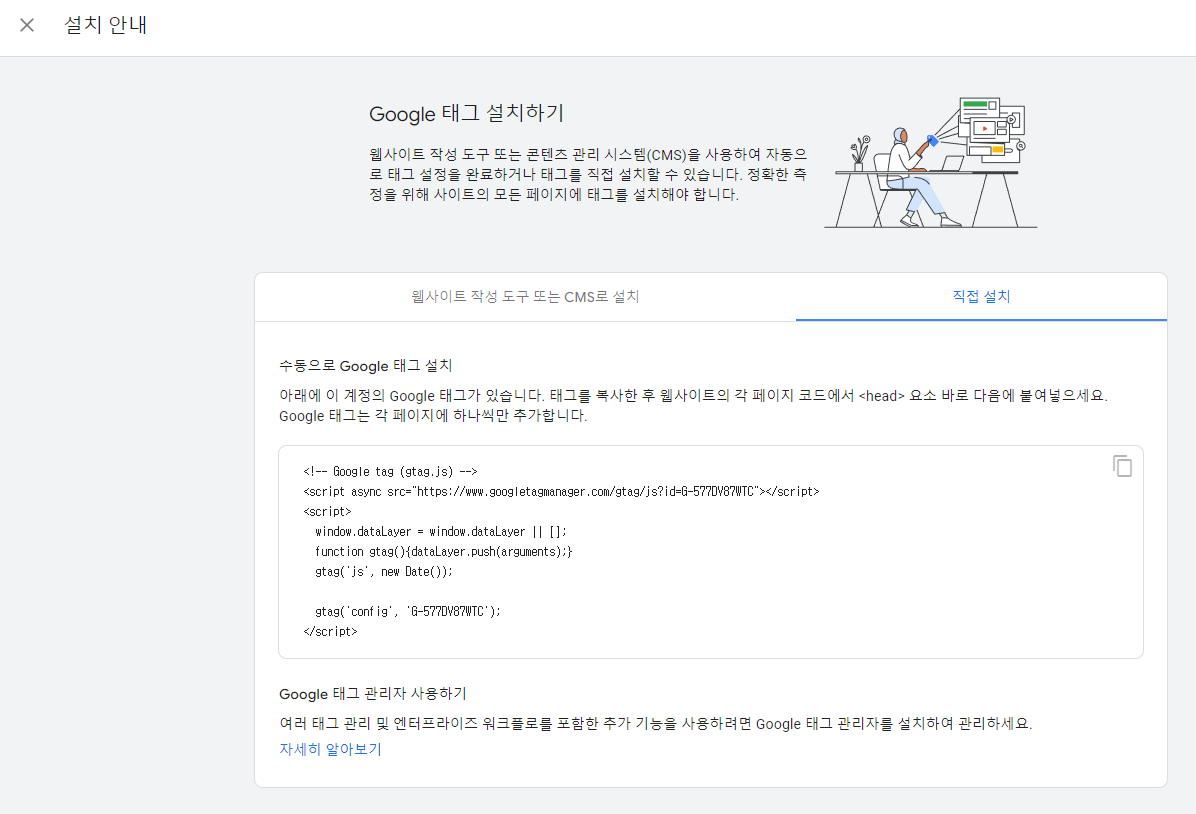 설치 안내
Google 태그 설치하기
웹사이트 작성 도구 또는 콘텐츠 관리 시스템(CMS)을 사용하여 자동으
로 태그 설정을 완료하거나 태그를 직접 설치할 수 있습니다. 정확한 측
정을 위해 사이트의 모든 페이지에 태그를 설치해야 합니다.
웹사이트 작성 도구 또는 CMS로 설치
직접 설치
수동으로 Google 태그 설치
아래에 이 계정의 Google 태그가 있습니다. 태그를 복사한 후 웹사이트의 각 페이지 코드에서 <head> 요소 바로 다음에 붙여넣으세요.
Google 태그는 각 페이지에 하나씩만 추가합니다.
<!-- Google tag (gtag.js) -->
<script async src="https://www.googletagmanager.com/gtag/js?id=G-577DV87WTC"></script>
<script>
window.dataLayer = window.dataLayer || [];
function gtag(){dataLayer.push(arguments);}
gtag('js', new Date());
gtag('config', 'G-577DV87WTC');
</script>
Google 태그 관리자 사용하기
여러 태그 관리 및 엔터프라이즈 워크플로를 포함한 추가 기능을 사용하려면 Google 태그 관리자를 설치하여 관리하세요.
자세히 알아보기